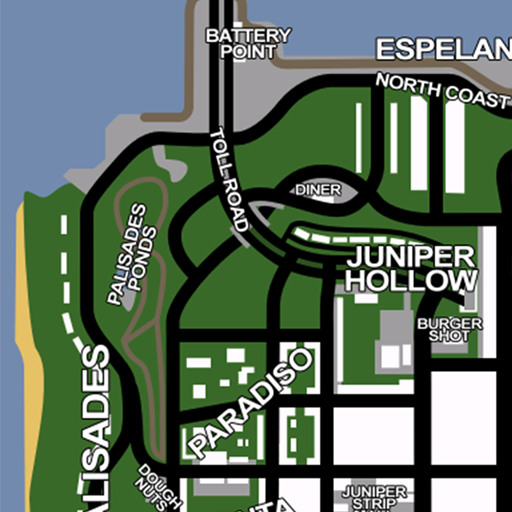 BATTERY
POINT
ESPELAN
NORTH COAST
TOLL ROAD
DINER
PALISADES
PONDS
JUNIPER
HOLLOW
BURGER
SHOT
PARADISO
ALISADES
DOUGH
NUTS
JUNIPER
STRIP